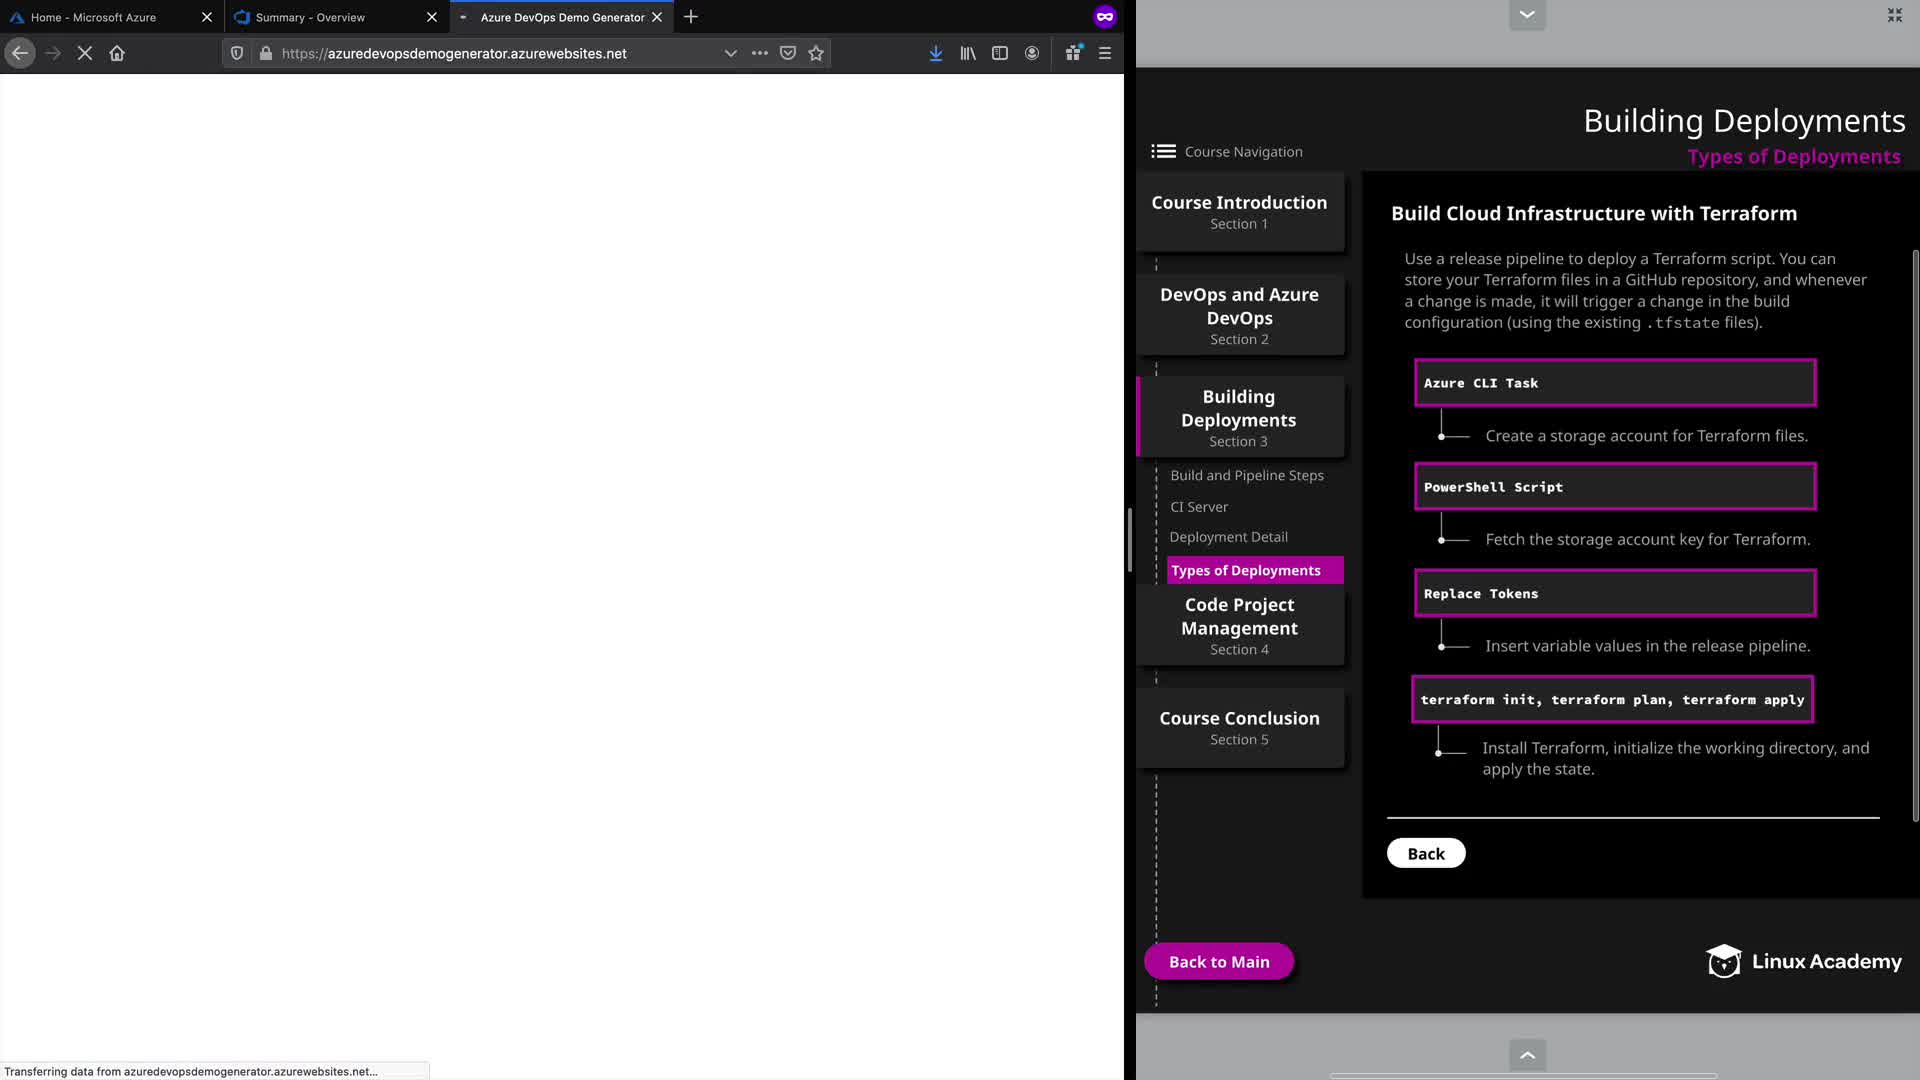 Home - Microsoft Azure
Summary - Overview
Azure DevOps Demo Generator
https://azuredevopsdemogenerator.azurewebsites.net
Transferring data from azuredevopsdemogenerator.azurewebsites.net...
Building Deployments
Types of Deployments
Course Navigation
Course Introduction
Section 1
DevOps and Azure
DevOps
Section 2
Building
Deployments
Section 3
Build and Pipeline Steps
CI Server
Deployment Detail
Types of Deployments
Code Project
Management
Section 4
Course Conclusion
Section 5
Back to Main
Build Cloud Infrastructure with Terraform
Use a release pipeline to deploy a Terraform script. You can
store your Terraform files in a GitHub repository, and whenever
a change is made, it will trigger a change in the build
configuration (using the existing .tfstate files).
Azure CLI Task
Create a storage account for Terraform files.
PowerShell Script
Fetch the storage account key for Terraform.
Replace Tokens
Insert variable values in the release pipeline.
terraform init, terraform plan, terraform apply
Install Terraform, initialize the working directory, and
apply the state.
Back
Linux Academy